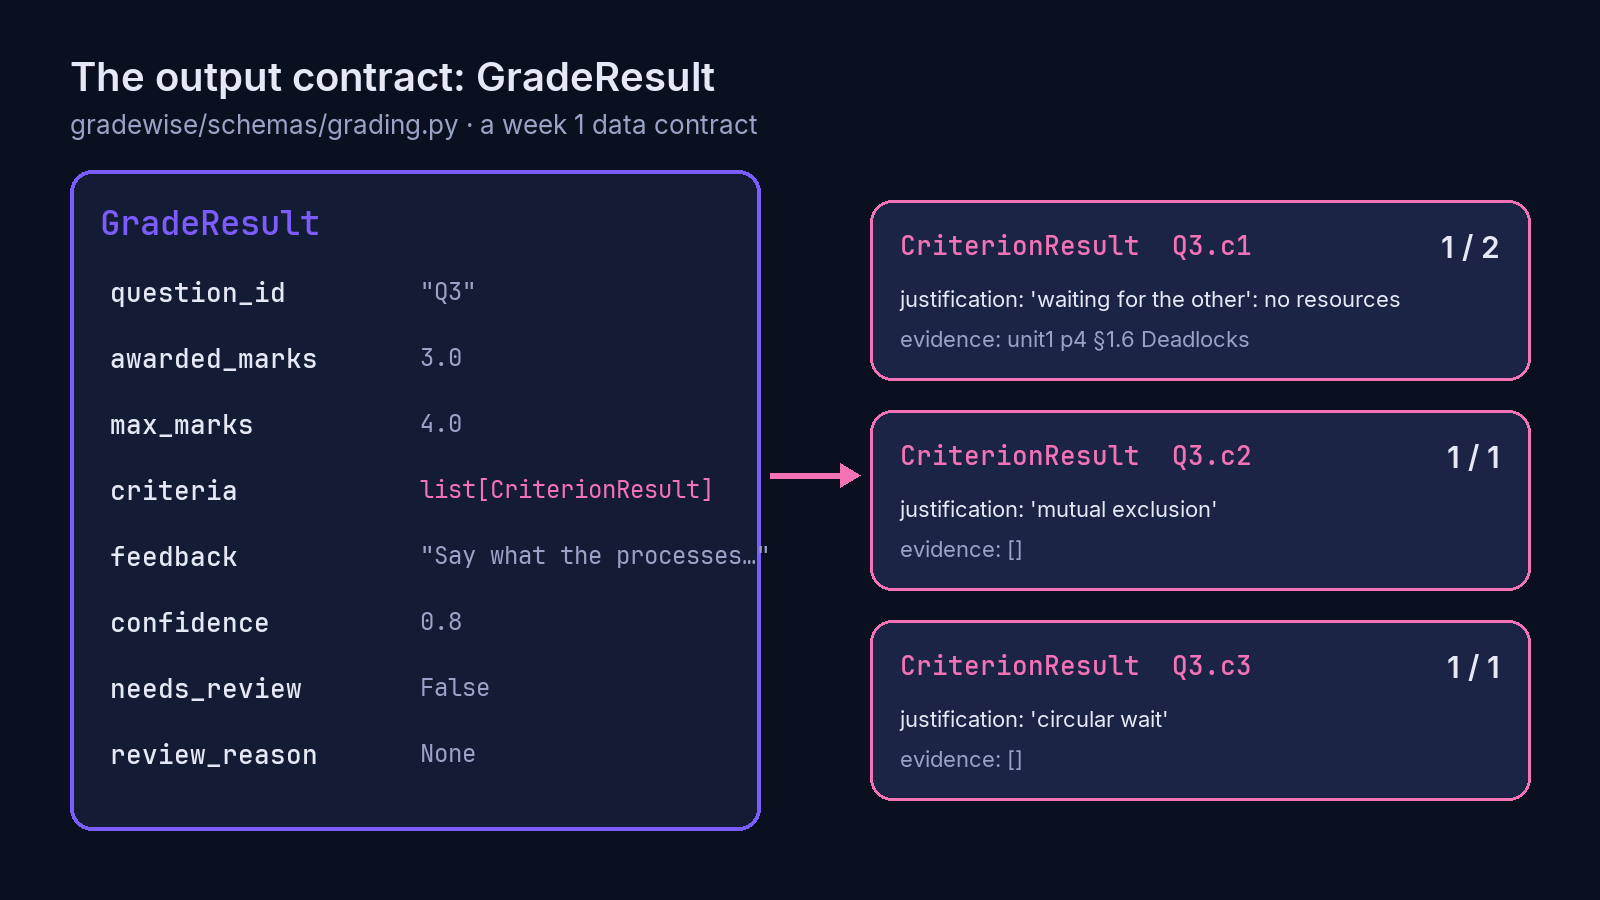 The output contract: GradeResult
gradewise/schemas/grading.py · a week 1 data contract
GradeResult
question_id "Q3"
awarded_marks 3.0
max_marks 4.0
criteria list[CriterionResult]
feedback "Say what the processes…"
confidence 0.8
needs_review False
review_reason None
CriterionResult Q3.c1 1 / 2
justification: 'waiting for the other': no resources
evidence: unit1 p4 §1.6 Deadlocks
CriterionResult Q3.c2 1 / 1
justification: 'mutual exclusion'
evidence: []
CriterionResult Q3.c3 1 / 1
justification: 'circular wait'
evidence: []